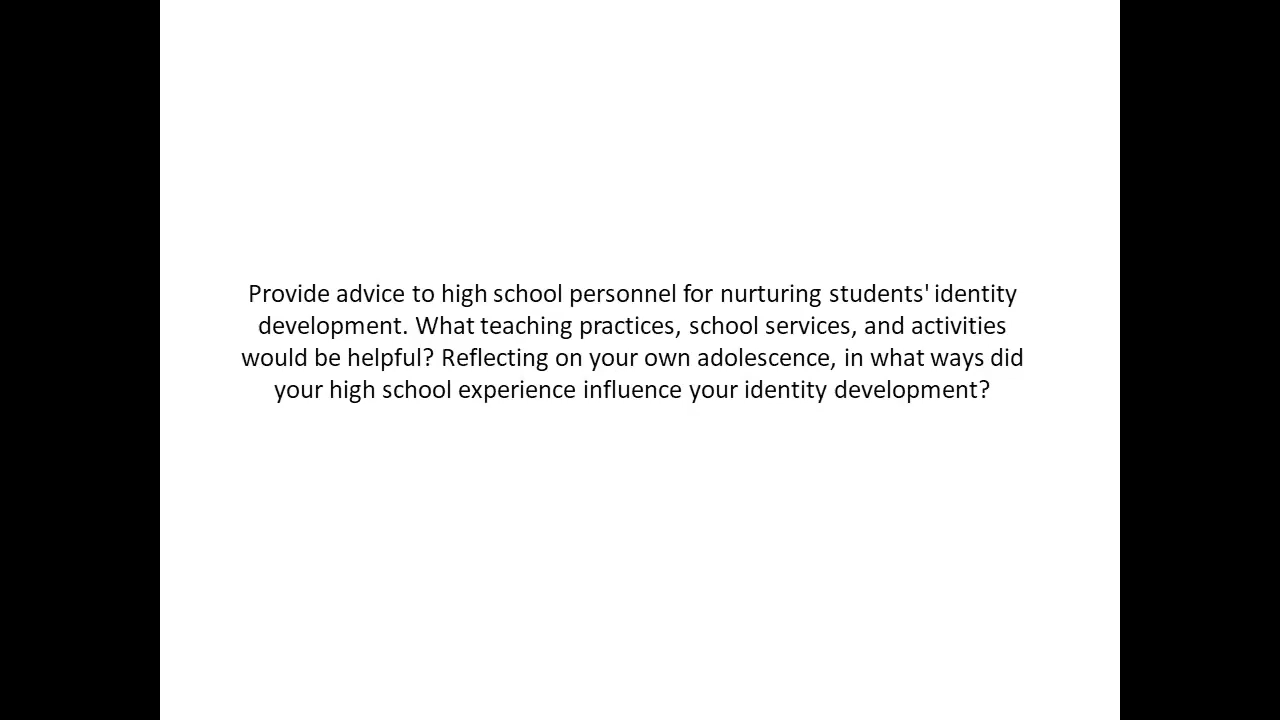 Provide advice to high school personnel for nurturing students' identity
development. What teaching practices, school services, and activities
would be helpful? Reflecting on your own adolescence, in what ways did
your high school experience influence your identity development?